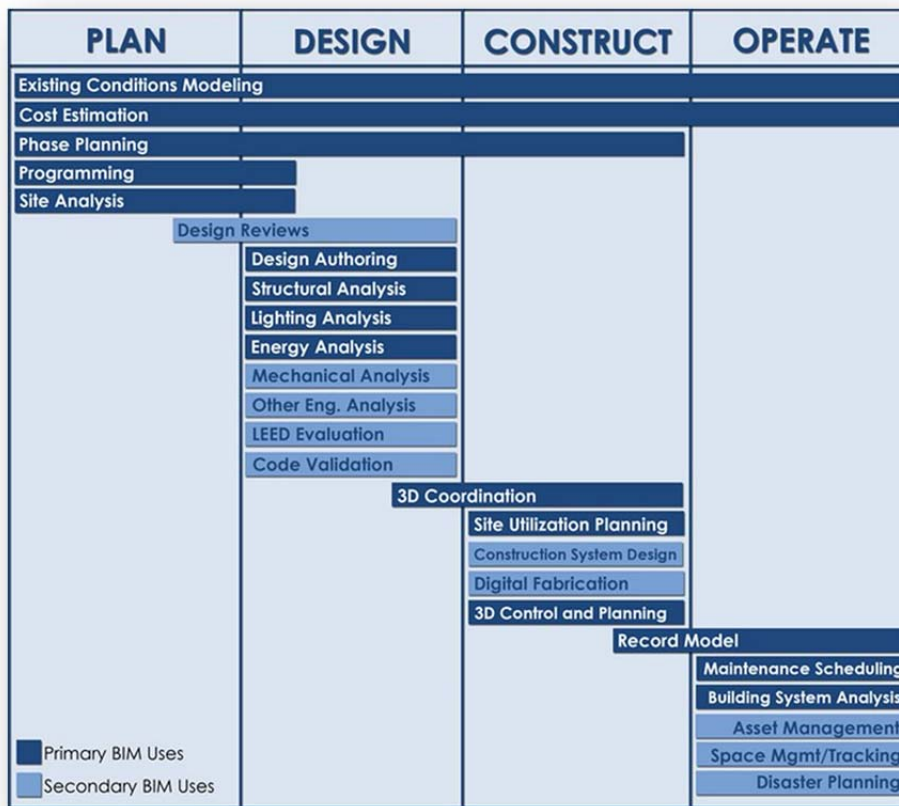 PLAN DESIGN CONSTRUCT OPERATE
Existing Conditions Modeling
Cost Estimation
Phase Planning
Programming
Site Analysis
Design Reviews
Design Authoring
Structural Analysis
Lighting Analysis
Energy Analysis
Mechanical Analysis
Other Eng. Analysis
LEED Evaluation
Code Validation
3D Coordination
Site Utilization Planning
Construction System Design
Digital Fabrication
3D Control and Planning
Record Model
Maintenance Scheduling
Building System Analysis
Asset Management
Space Mgmt/Tracking
Disaster Planning
Primary BIM Uses
Secondary BIM Uses